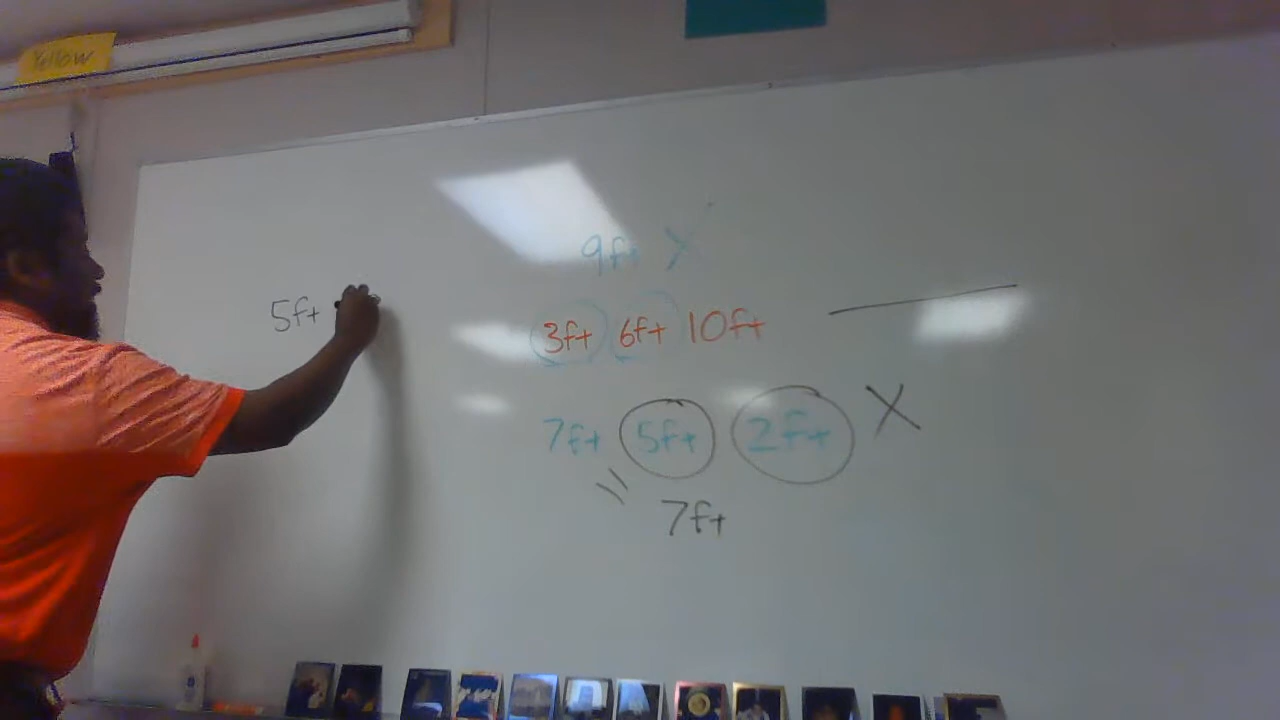 Yellow
9ft X
3ft 6ft 10ft
5ft
7ft 5ft 2ft X
7ft